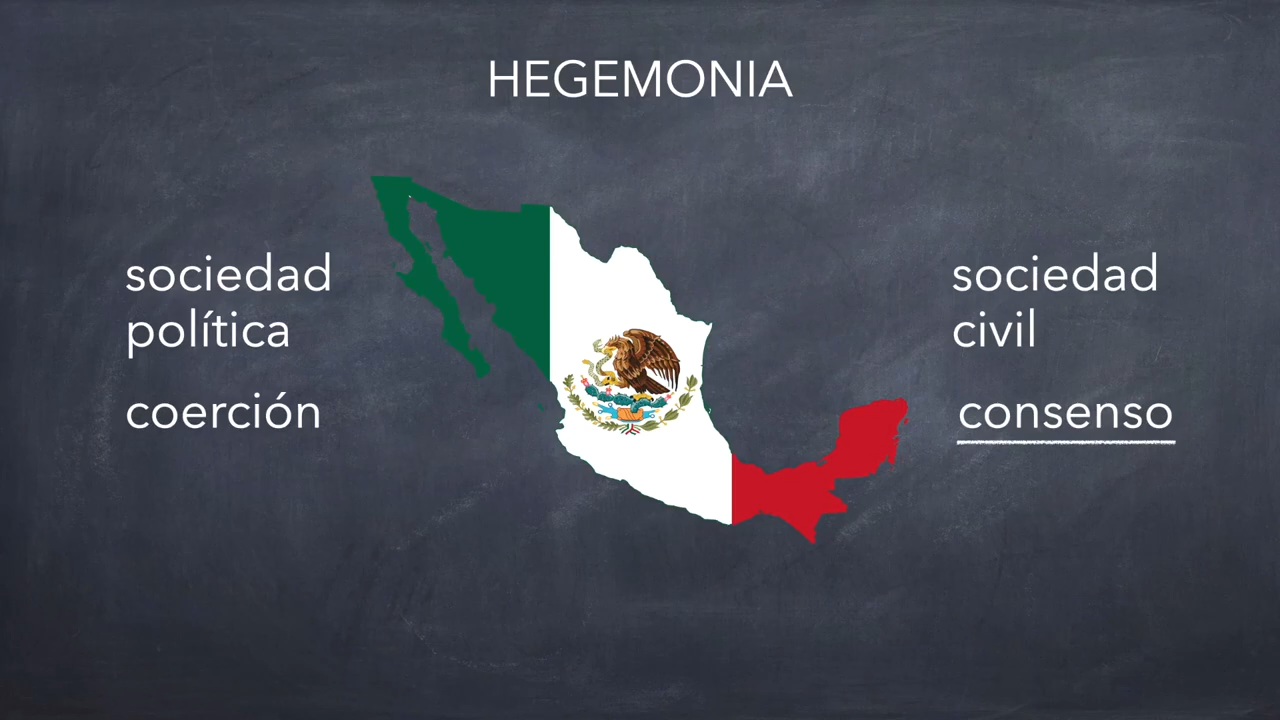 HEGEMONIA
sociedad
política
coerción
sociedad
civil
consenso